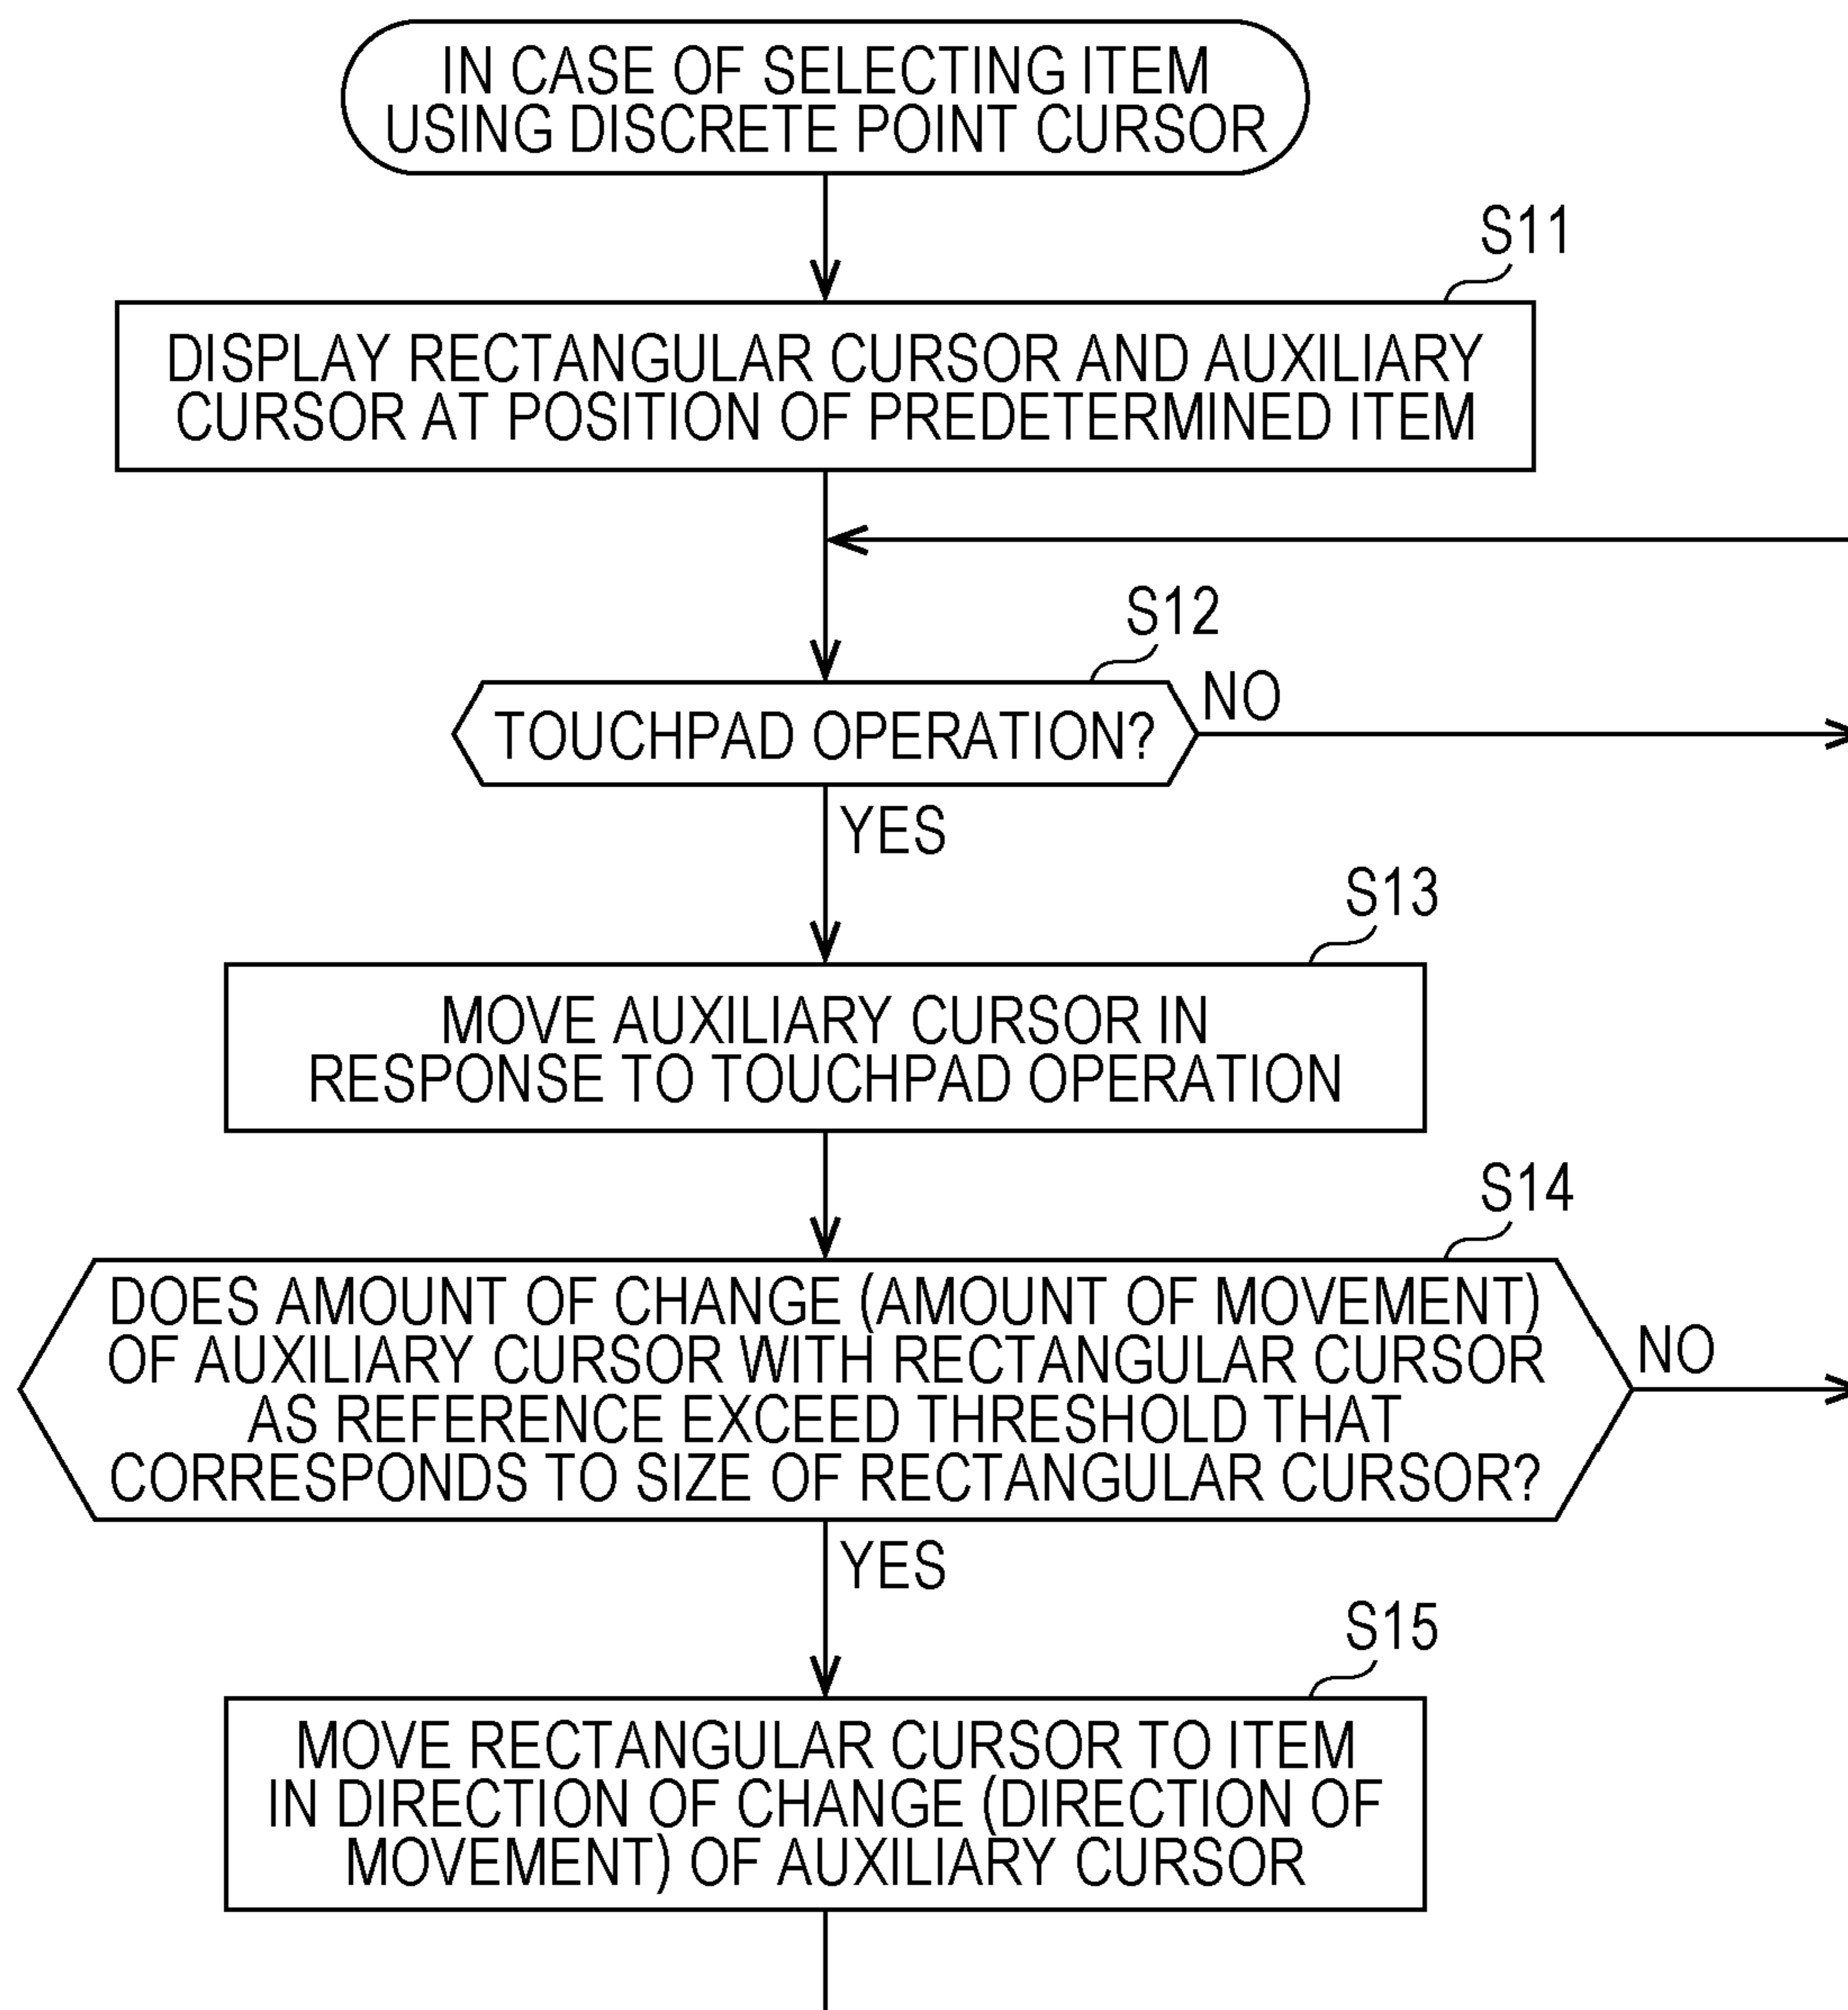 IN CASE OF SELECTING ITEM
USING DISCRETE POINT CURSOR
S11
DISPLAY RECTANGULAR CURSOR AND AUXILIARY
CURSOR AT POSITION OF PREDETERMINED ITEM
S12
TOUCHPAD OPERATION?
NO
YES
S13
MOVE AUXILIARY CURSOR IN
RESPONSE TO TOUCHPAD OPERATION
S14
DOES AMOUNT OF CHANGE (AMOUNT OF MOVEMENT)
OF AUXILIARY CURSOR WITH RECTANGULAR CURSOR
AS REFERENCE EXCEED THRESHOLD THAT
CORRESPONDS TO SIZE OF RECTANGULAR CURSOR?
NO
YES
S15
MOVE RECTANGULAR CURSOR TO ITEM
IN DIRECTION OF CHANGE (DIRECTION OF
MOVEMENT) OF AUXILIARY CURSOR